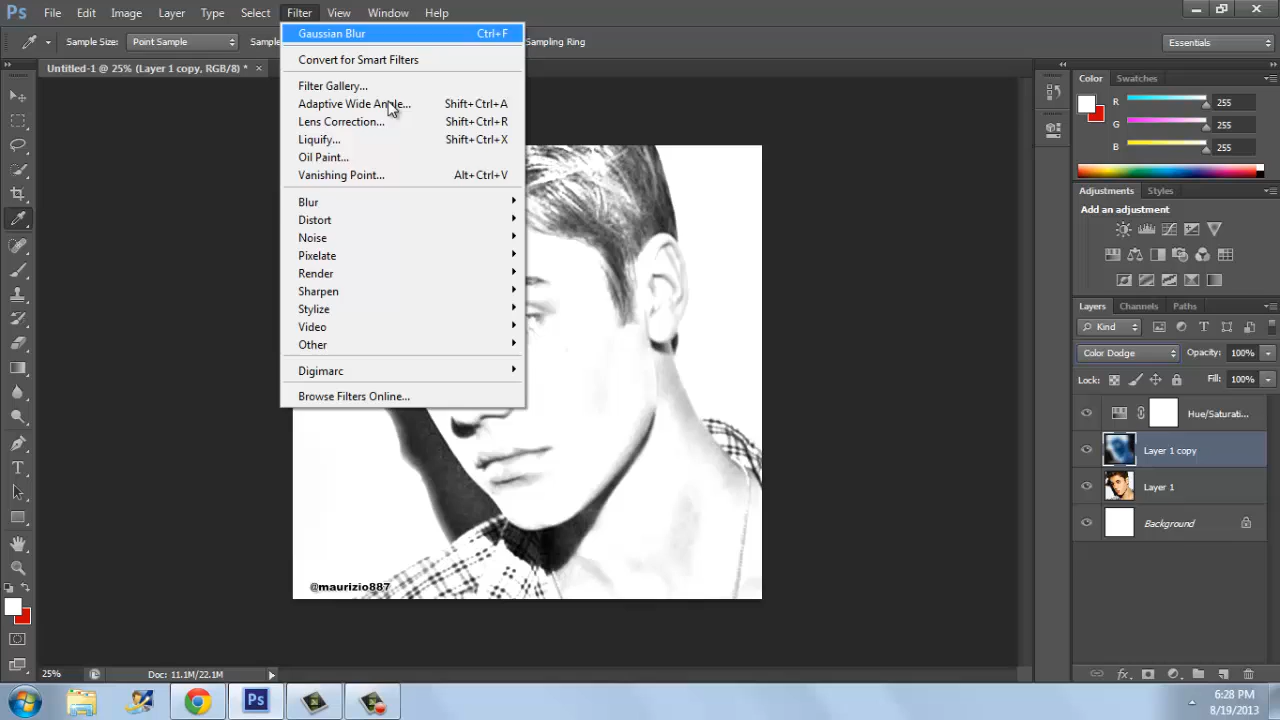 Ps File Edit Image Layer Type Select Filter View Window Help
Sample Size: Point Sample Sampling Ring Essentials
Untitled-1 @ 25% (Layer 1 copy, RGB/8) * ×
Gaussian Blur Ctrl+F
Convert for Smart Filters
Filter Gallery...
Adaptive Wide Angle... Shift+Ctrl+A
Lens Correction... Shift+Ctrl+R
Liquify... Shift+Ctrl+X
Oil Paint...
Vanishing Point... Alt+Ctrl+V
Blur
Distort
Noise
Pixelate
Render
Sharpen
Stylize
Video
Other
Digimarc
Browse Filters Online...
@maurizio887
Color Swatches
R 255
G 255
B 255
Adjustments Styles
Add an adjustment
Layers Channels Paths
Kind
Color Dodge Opacity: 100%
Lock: Fill: 100%
Hue/Saturati...
Layer 1 copy
Layer 1
Background
fx
25% Doc: 11.1M/22.1M
Ps
6:28 PM
8/19/2013